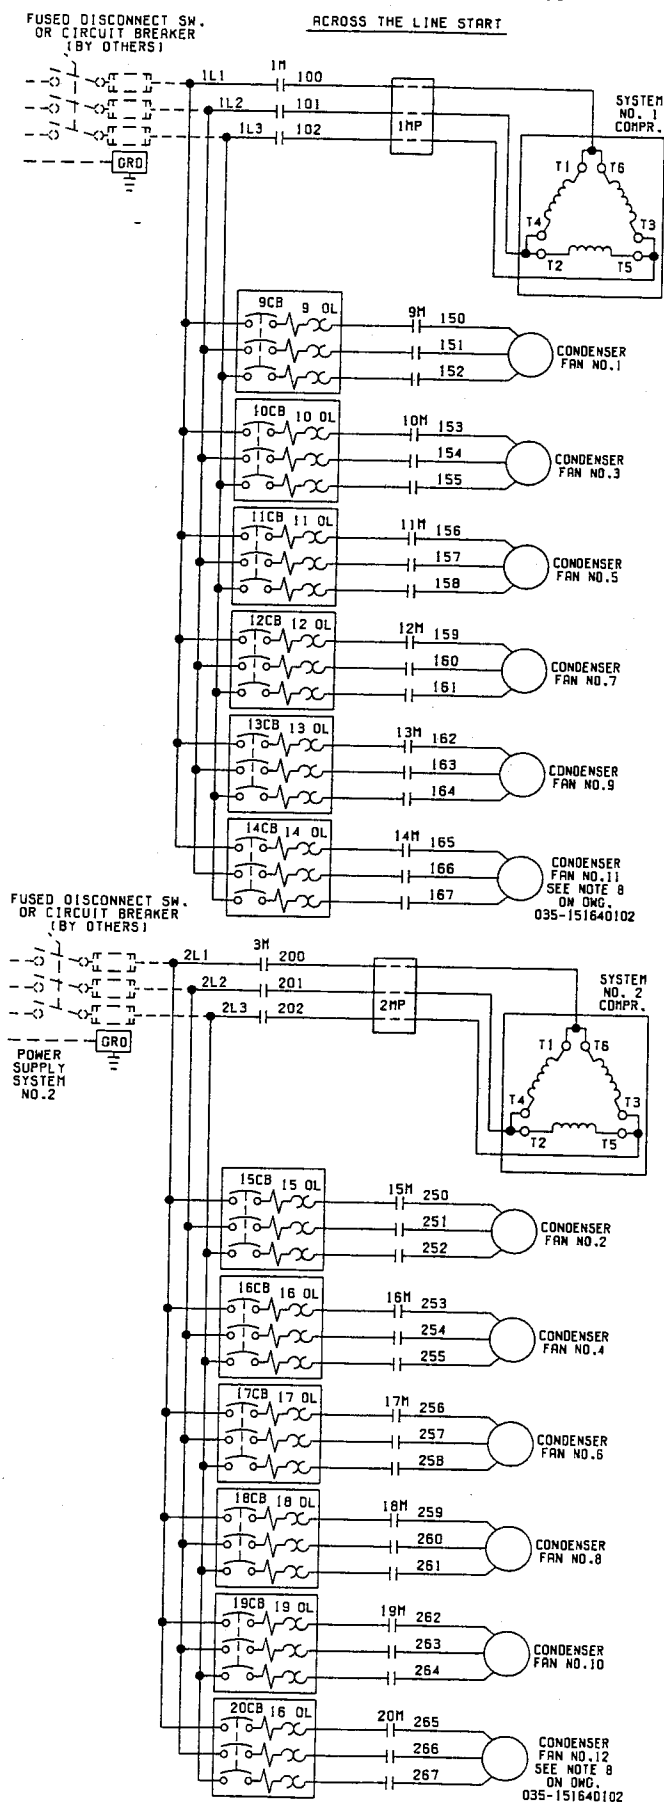 ACROSS THE LINE START
FUSED DISCONNECT SW.
OR CIRCUIT BREAKER
(BY OTHERS)
1L1 1M 100
1L2 101
1L3 102
1MP
GRD
SYSTEM
NO. 1
COMPR.
T1 T6
T4 T3
T2 T5
9CB 9 OL 9M 150
151
152
CONDENSER
FAN NO.1
10CB 10 OL 10M 153
154
155
CONDENSER
FAN NO.3
11CB 11 OL 11M 156
157
158
CONDENSER
FAN NO.5
12CB 12 OL 12M 159
160
161
CONDENSER
FAN NO.7
13CB 13 OL 13M 162
163
164
CONDENSER
FAN NO.9
14CB 14 OL 14M 165
166
167
CONDENSER
FAN NO.11
SEE NOTE 8
ON DWG.
035-151640102
FUSED DISCONNECT SW.
OR CIRCUIT BREAKER
(BY OTHERS)
2L1 3M 200
2L2 201
2L3 202
2MP
GRD
POWER
SUPPLY
SYSTEM
NO.2
SYSTEM
NO. 2
COMPR.
T1 T6
T4 T3
T2 T5
15CB 15 OL 15M 250
251
252
CONDENSER
FAN NO.2
16CB 16 OL 16M 253
254
255
CONDENSER
FAN NO.4
17CB 17 OL 17M 256
257
258
CONDENSER
FAN NO.6
18CB 18 OL 18M 259
260
261
CONDENSER
FAN NO.8
19CB 19 OL 19M 262
263
264
CONDENSER
FAN NO.10
20CB 16 OL 20M 265
266
267
CONDENSER
FAN NO.12
SEE NOTE 8
ON DWG.
035-151640102